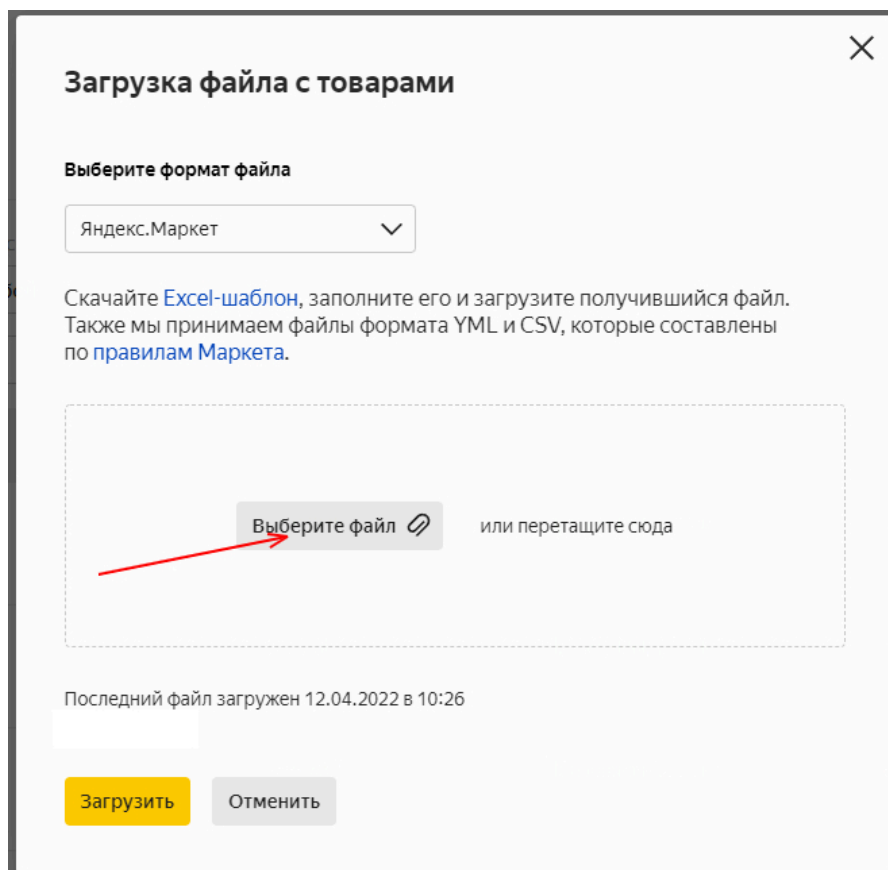 Загрузка файла с товарами
Выберите формат файла
Яндекс.Маркет
Скачайте Excel-шаблон, заполните его и загрузите получившийся файл.
Также мы принимаем файлы формата YML и CSV, которые составлены
по правилам Маркета.
Выберите файл или перетащите сюда
Последний файл загружен 12.04.2022 в 10:26
Загрузить Отменить